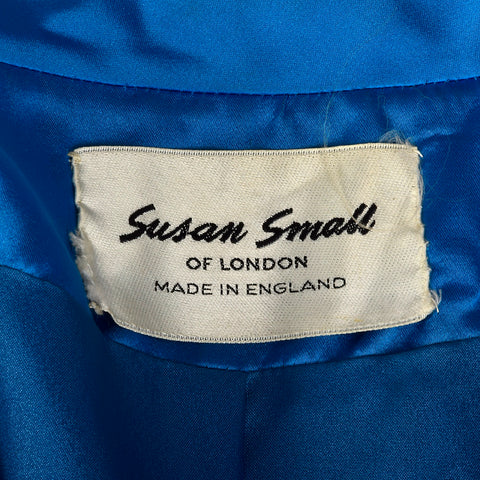 Susan Small
OF LONDON
MADE IN ENGLAND